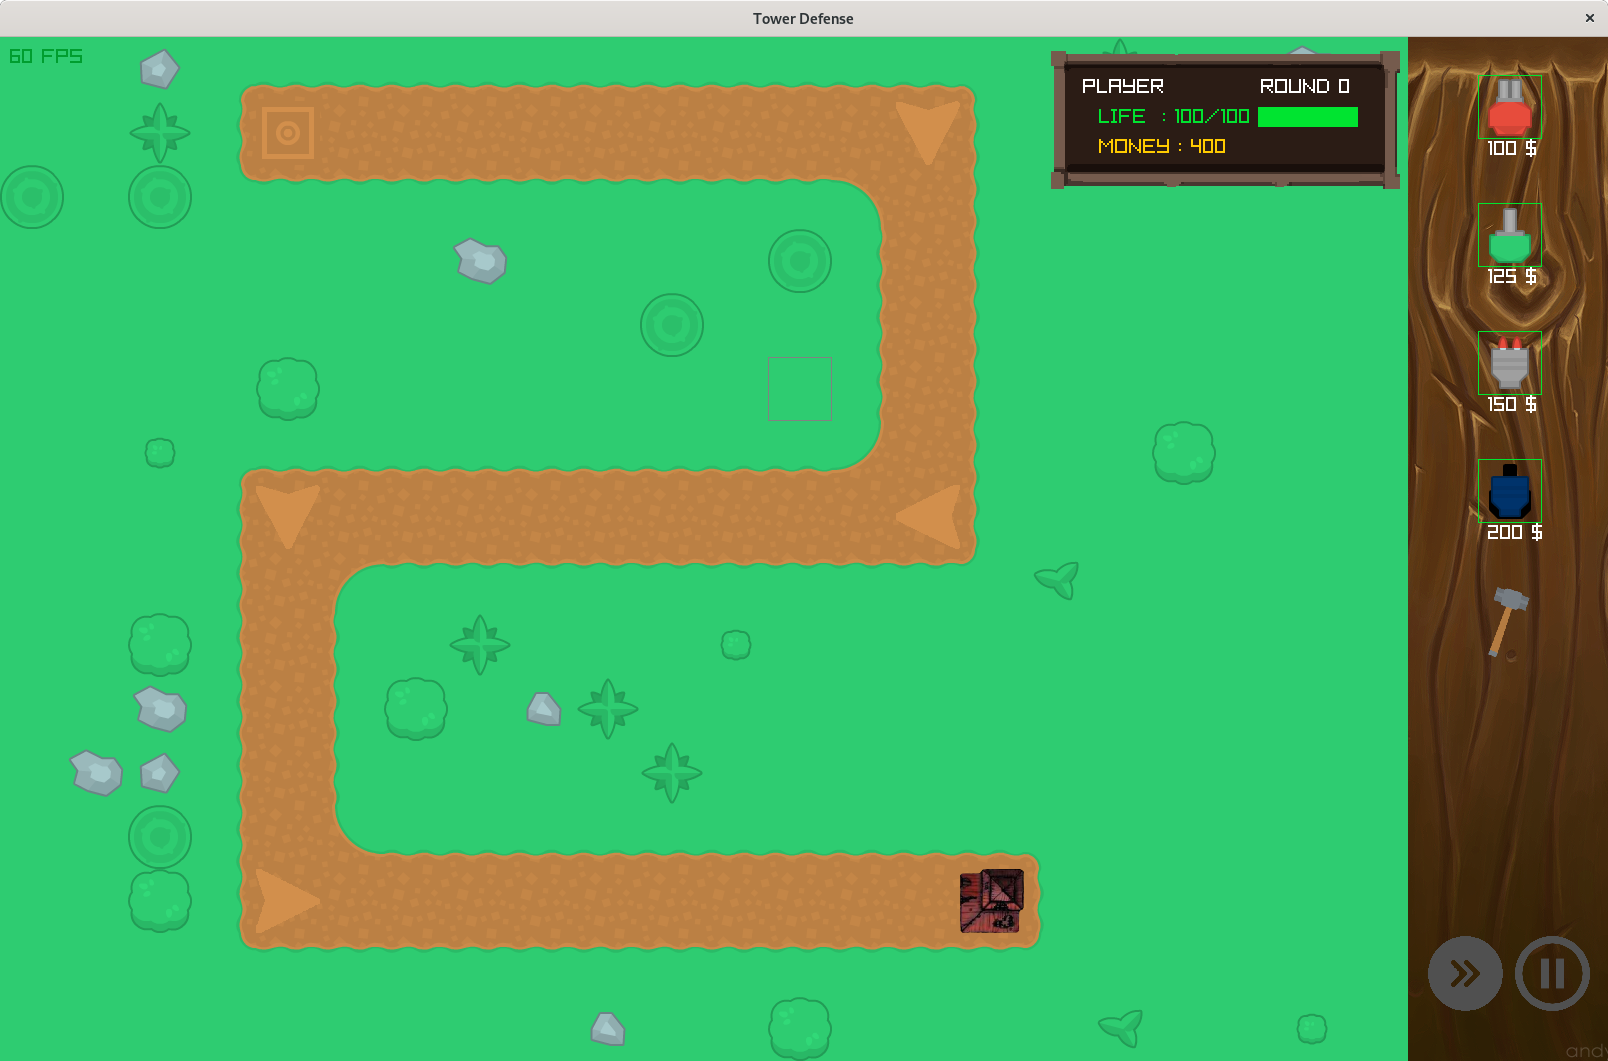 Tower Defense
60 FPS
PLAYER ROUND 0
LIFE : 100/100
MONEY : 400
100 $
125 $
150 $
200 $